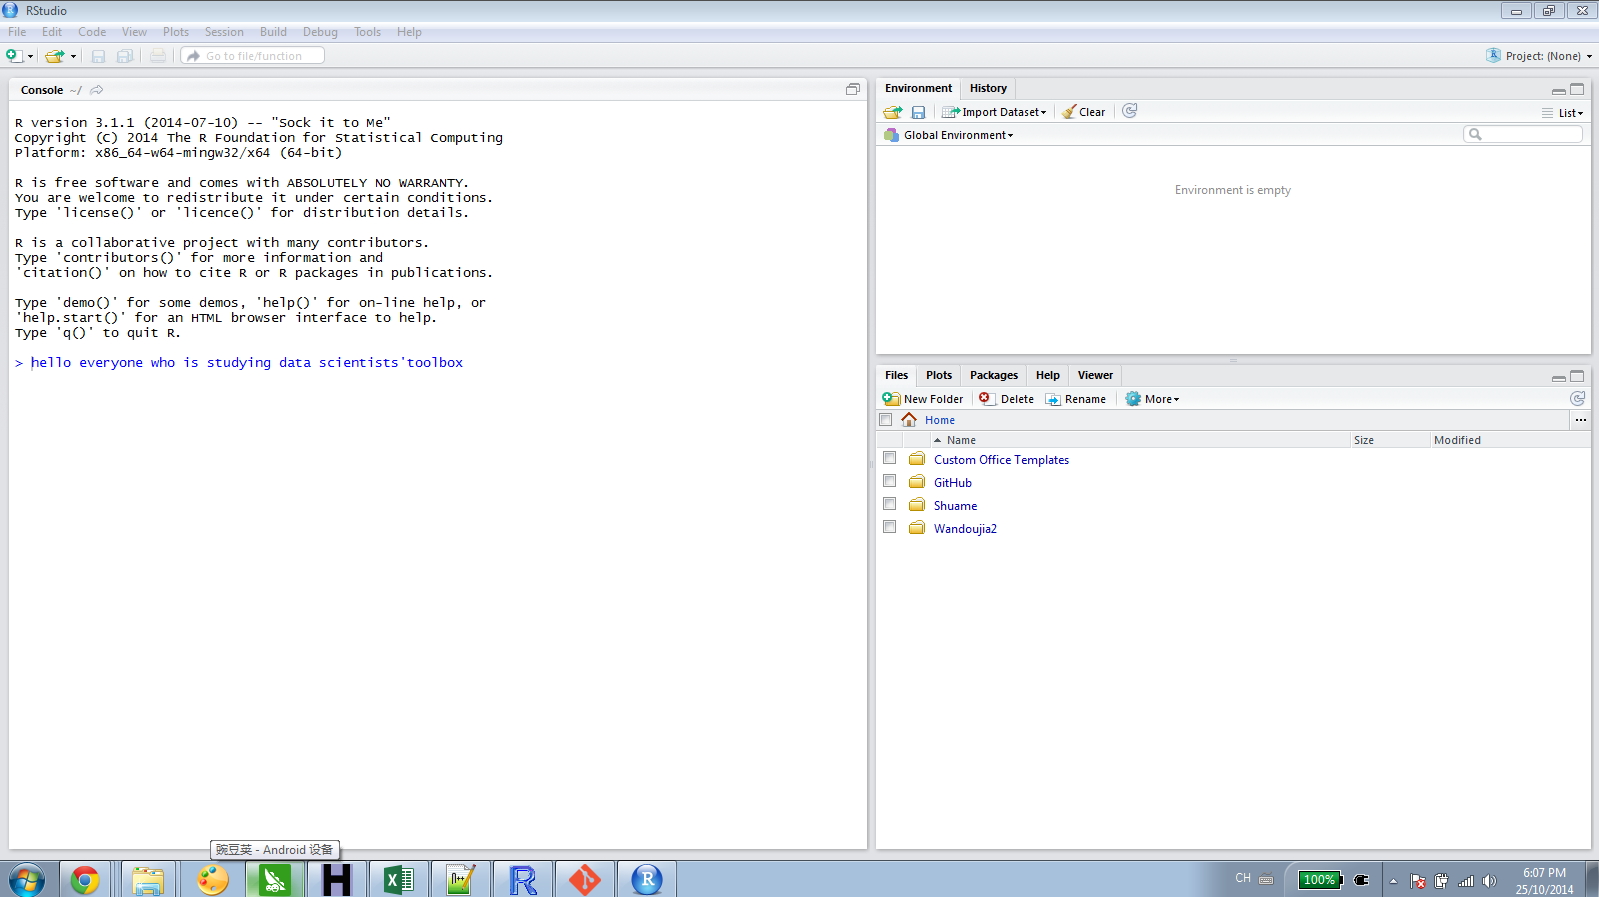 RStudio
File Edit Code View Plots Session Build Debug Tools Help
Go to file/function
Project: (None)
Console ~/
R version 3.1.1 (2014-07-10) -- "Sock it to Me"
Copyright (C) 2014 The R Foundation for Statistical Computing
Platform: x86_64-w64-mingw32/x64 (64-bit)
R is free software and comes with ABSOLUTELY NO WARRANTY.
You are welcome to redistribute it under certain conditions.
Type 'license()' or 'licence()' for distribution details.
R is a collaborative project with many contributors.
Type 'contributors()' for more information and
'citation()' on how to cite R or R packages in publications.
Type 'demo()' for some demos, 'help()' for on-line help, or
'help.start()' for an HTML browser interface to help.
Type 'q()' to quit R.
> hello everyone who is studying data scientists'toolbox
Environment History
Import Dataset Clear List
Global Environment
Environment is empty
Files Plots Packages Help Viewer
New Folder Delete Rename More
Home
Name Size Modified
Custom Office Templates
GitHub
Shuame
Wandoujia2
豌豆荚 - Android 设备
CH
100%
6:07 PM
25/10/2014